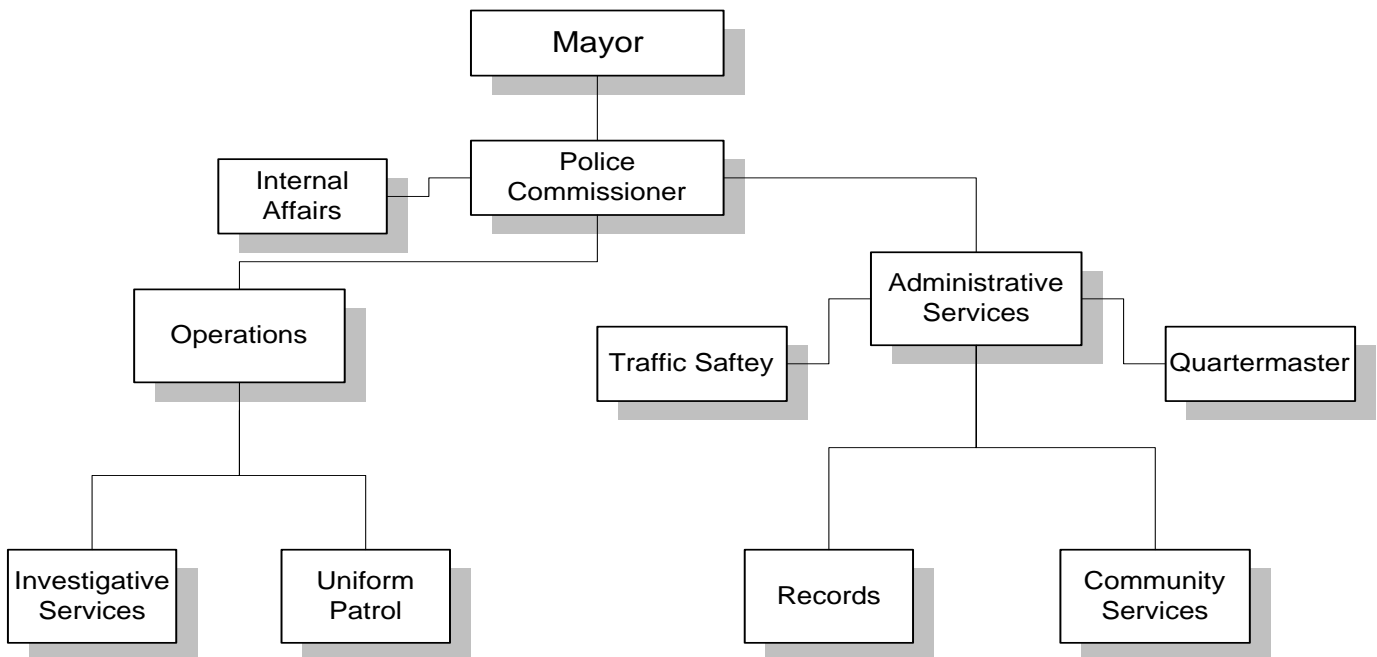 Mayor
Police
Commissioner
Internal
Affairs
Administrative
Services
Operations
Traffic Saftey
Quartermaster
Investigative
Services
Uniform
Patrol
Records
Community
Services